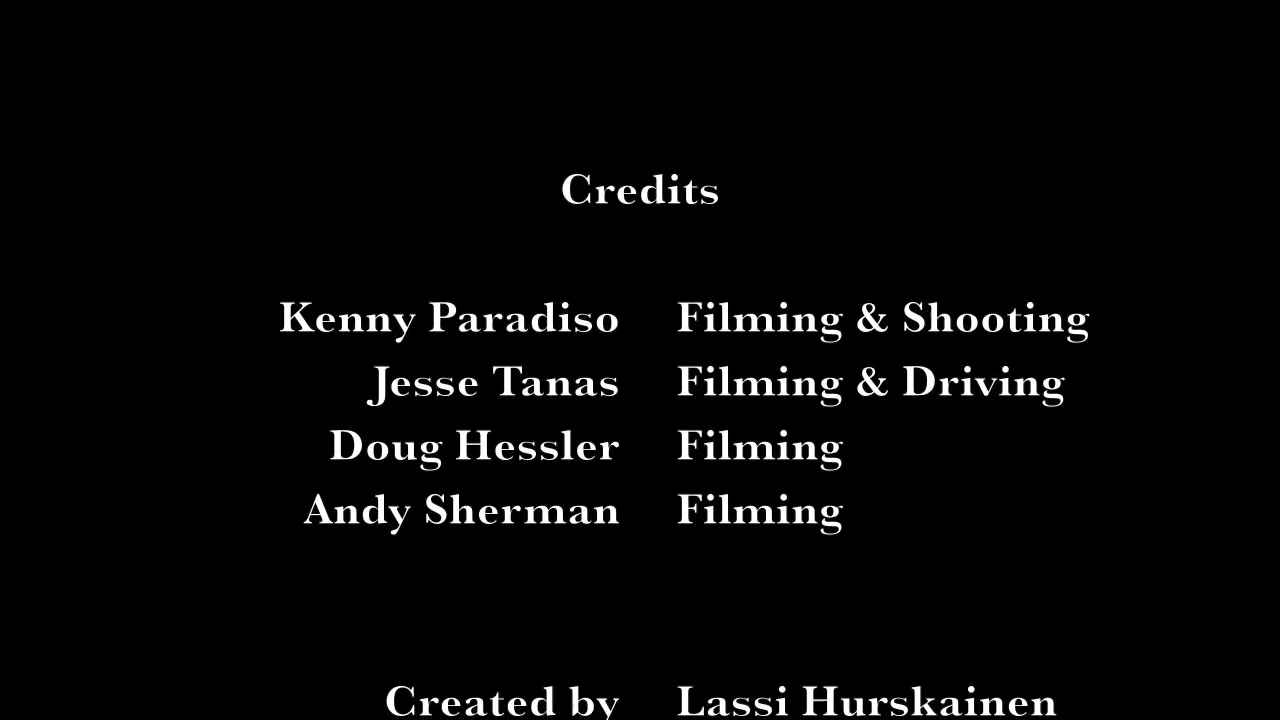 Credits
Kenny Paradiso Filming & Shooting
Jesse Tanas Filming & Driving
Doug Hessler Filming
Andy Sherman Filming
Created by Lassi Hurskainen